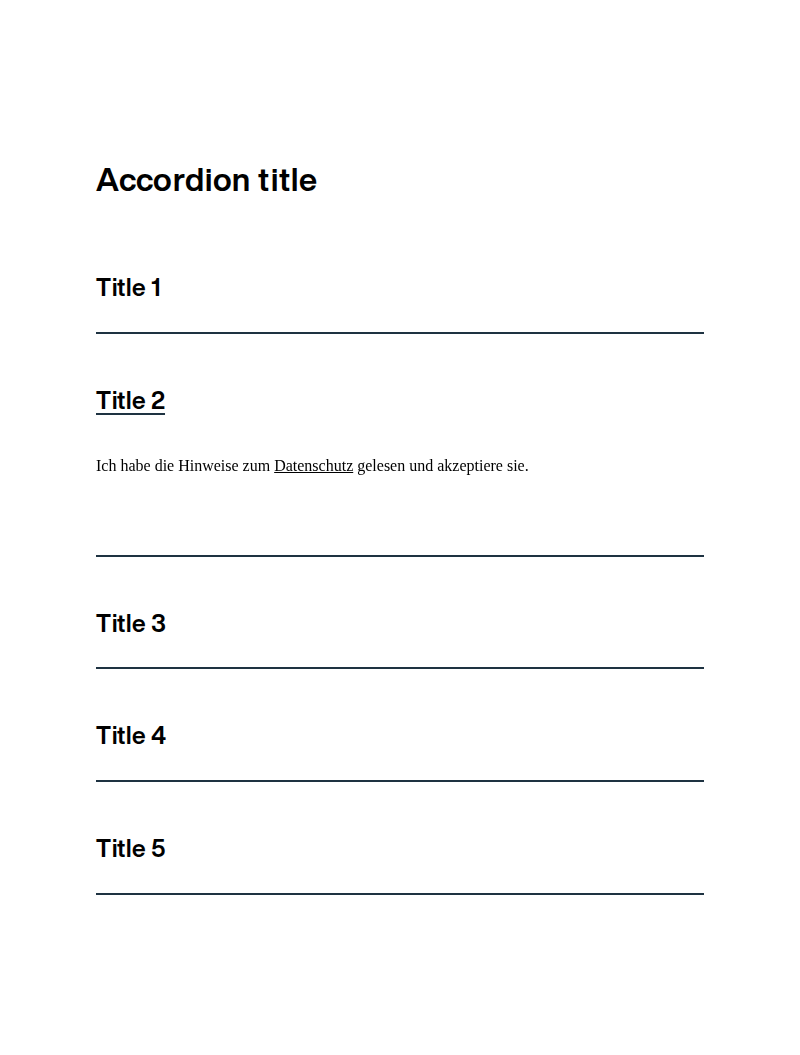 Accordion title
Title 1
Title 2
Ich habe die Hinweise zum Datenschutz gelesen und akzeptiere sie.
Title 3
Title 4
Title 5